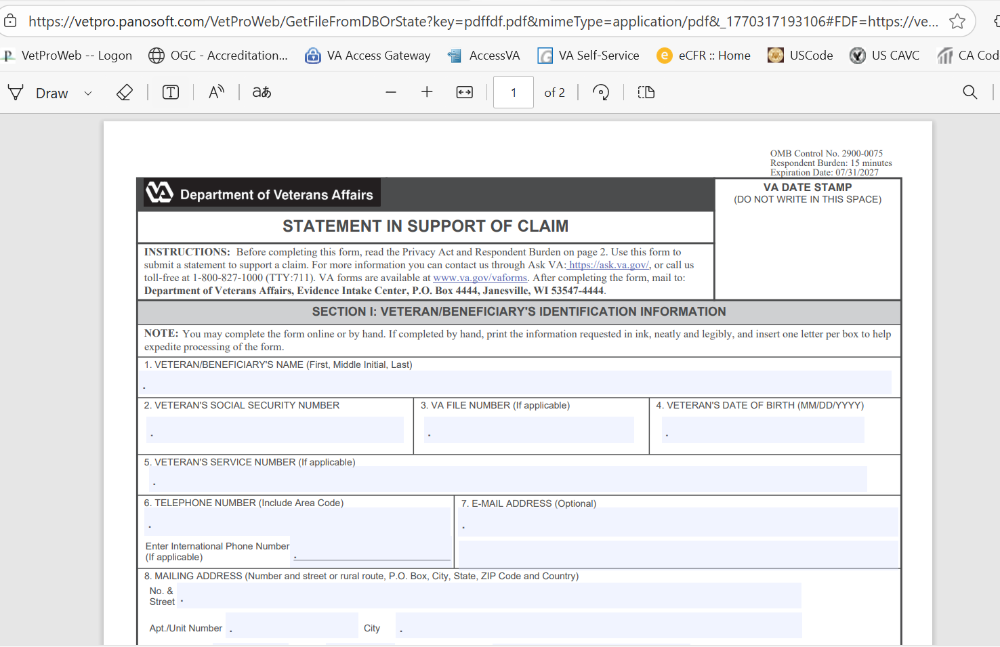 https://vetpro.panosoft.com/VetProWeb/GetFileFromDBOrState?key=pdffdf.pdf&mimeType=application/pdf&_1770317193106#FDF=https://ve...
VetProWeb -- Logon OGC - Accreditation... VA Access Gateway AccessVA VA Self-Service eCFR :: Home USCode US CAVC CA Cod
Draw T A aあ 1 of 2
OMB Control No. 2900-0075
Respondent Burden: 15 minutes
Expiration Date: 07/31/2027
VA Department of Veterans Affairs
VA DATE STAMP
(DO NOT WRITE IN THIS SPACE)
STATEMENT IN SUPPORT OF CLAIM
INSTRUCTIONS: Before completing this form, read the Privacy Act and Respondent Burden on page 2. Use this form to
submit a statement to support a claim. For more information you can contact us through Ask VA: https://ask.va.gov/, or call us
toll-free at 1-800-827-1000 (TTY:711). VA forms are available at www.va.gov/vaforms. After completing the form, mail to:
Department of Veterans Affairs, Evidence Intake Center, P.O. Box 4444, Janesville, WI 53547-4444.
SECTION I: VETERAN/BENEFICIARY'S IDENTIFICATION INFORMATION
NOTE: You may complete the form online or by hand. If completed by hand, print the information requested in ink, neatly and legibly, and insert one letter per box to help
expedite processing of the form.
1. VETERAN/BENEFICIARY'S NAME (First, Middle Initial, Last)
.
2. VETERAN'S SOCIAL SECURITY NUMBER 3. VA FILE NUMBER (If applicable) 4. VETERAN'S DATE OF BIRTH (MM/DD/YYYY)
. . .
5. VETERAN'S SERVICE NUMBER (If applicable)
.
6. TELEPHONE NUMBER (Include Area Code) 7. E-MAIL ADDRESS (Optional)
. .
Enter International Phone Number
(If applicable) .
8. MAILING ADDRESS (Number and street or rural route, P.O. Box, City, State, ZIP Code and Country)
No. &
Street .
Apt./Unit Number . City .